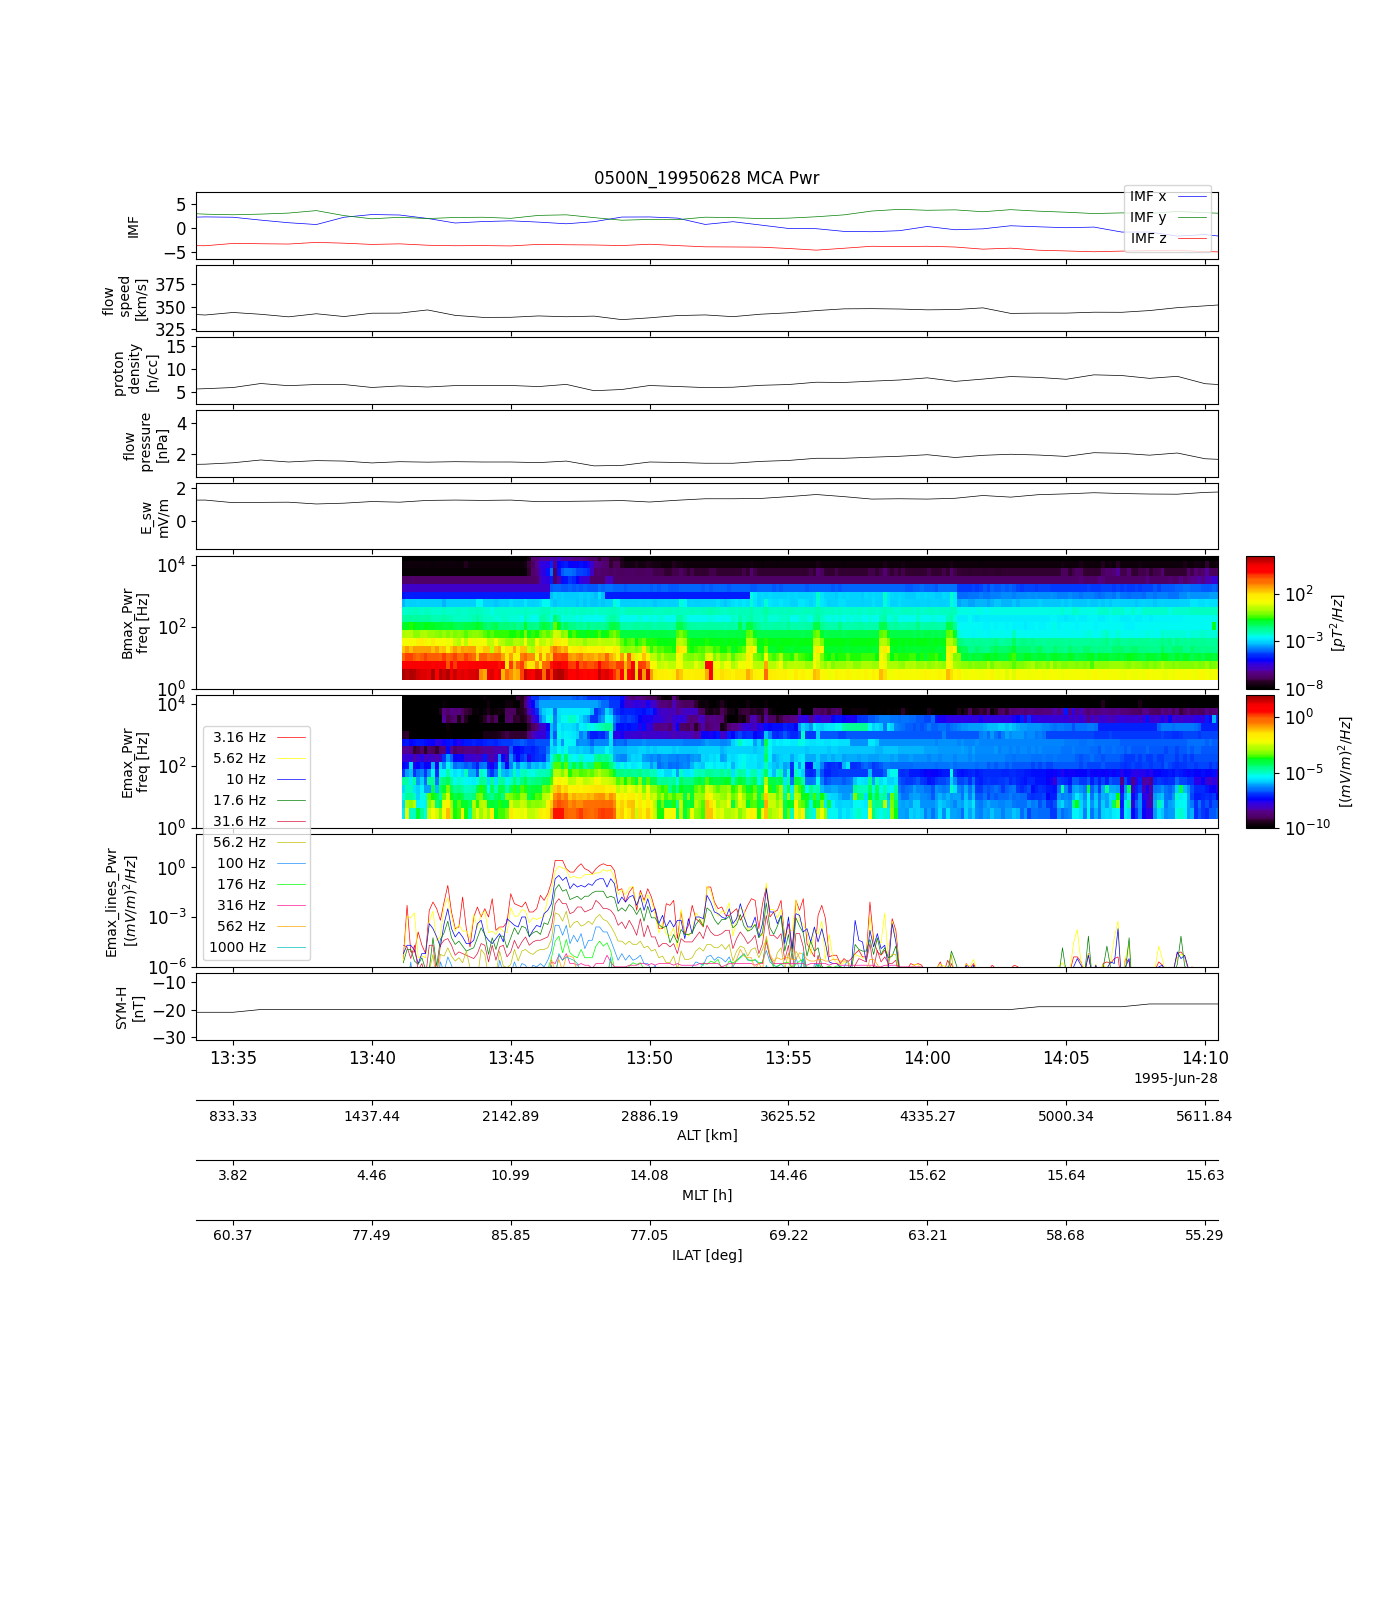 0500N_19950628 MCA Pwr
IMF
5
0
−5
IMF x
IMF y
IMF z
flow
speed
[km/s]
375
350
325
proton
density
[n/cc]
15
10
5
flow
pressure
[nPa]
4
2
E_sw
mV/m
2
0
Bmax_Pwr
freq [Hz]
10^4
10^2
10^0
10^2
10^−3
10^−8
[pT^2/Hz]
Emax_Pwr
freq [Hz]
10^4
10^2
10^0
10^0
10^−5
10^−10
[(mV/m)^2/Hz]
3.16 Hz
5.62 Hz
10 Hz
17.6 Hz
31.6 Hz
56.2 Hz
100 Hz
176 Hz
316 Hz
562 Hz
1000 Hz
Emax_lines_Pwr
[(mV/m)^2/Hz]
10^0
10^−3
10^−6
SYM-H
[nT]
−10
−20
−30
13:35 13:40 13:45 13:50 13:55 14:00 14:05 14:10
1995-Jun-28
833.33 1437.44 2142.89 2886.19 3625.52 4335.27 5000.34 5611.84
ALT [km]
3.82 4.46 10.99 14.08 14.46 15.62 15.64 15.63
MLT [h]
60.37 77.49 85.85 77.05 69.22 63.21 58.68 55.29
ILAT [deg]